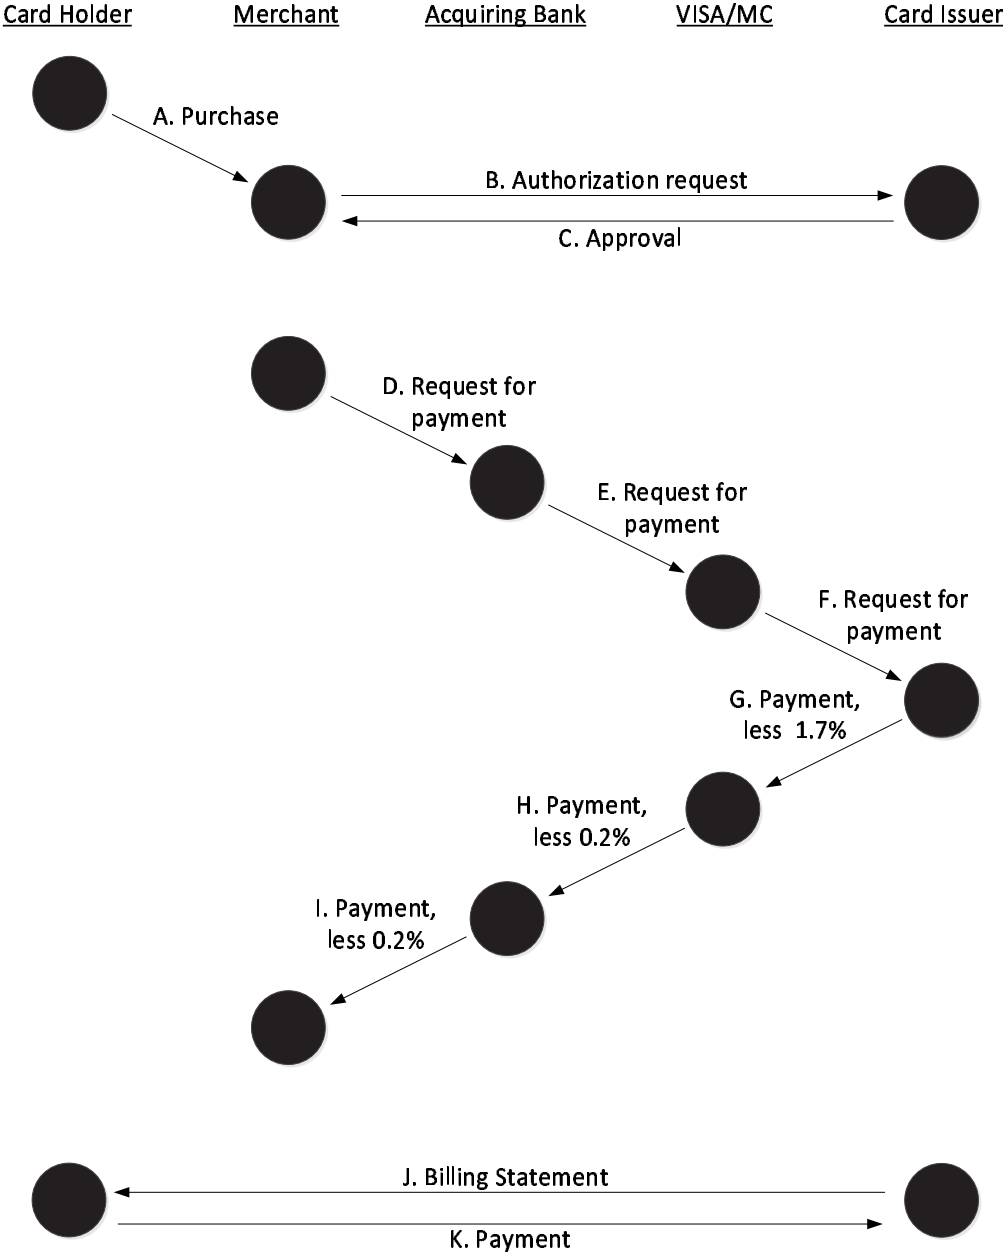 Card Holder
Merchant
Acquiring Bank
VISA/MC
Card Issuer
A. Purchase
B. Authorization request
C. Approval
D. Request for
payment
E. Request for
payment
F. Request for
payment
G. Payment,
less 1.7%
H. Payment,
less 0.2%
I. Payment,
less 0.2%
J. Billing Statement
K. Payment